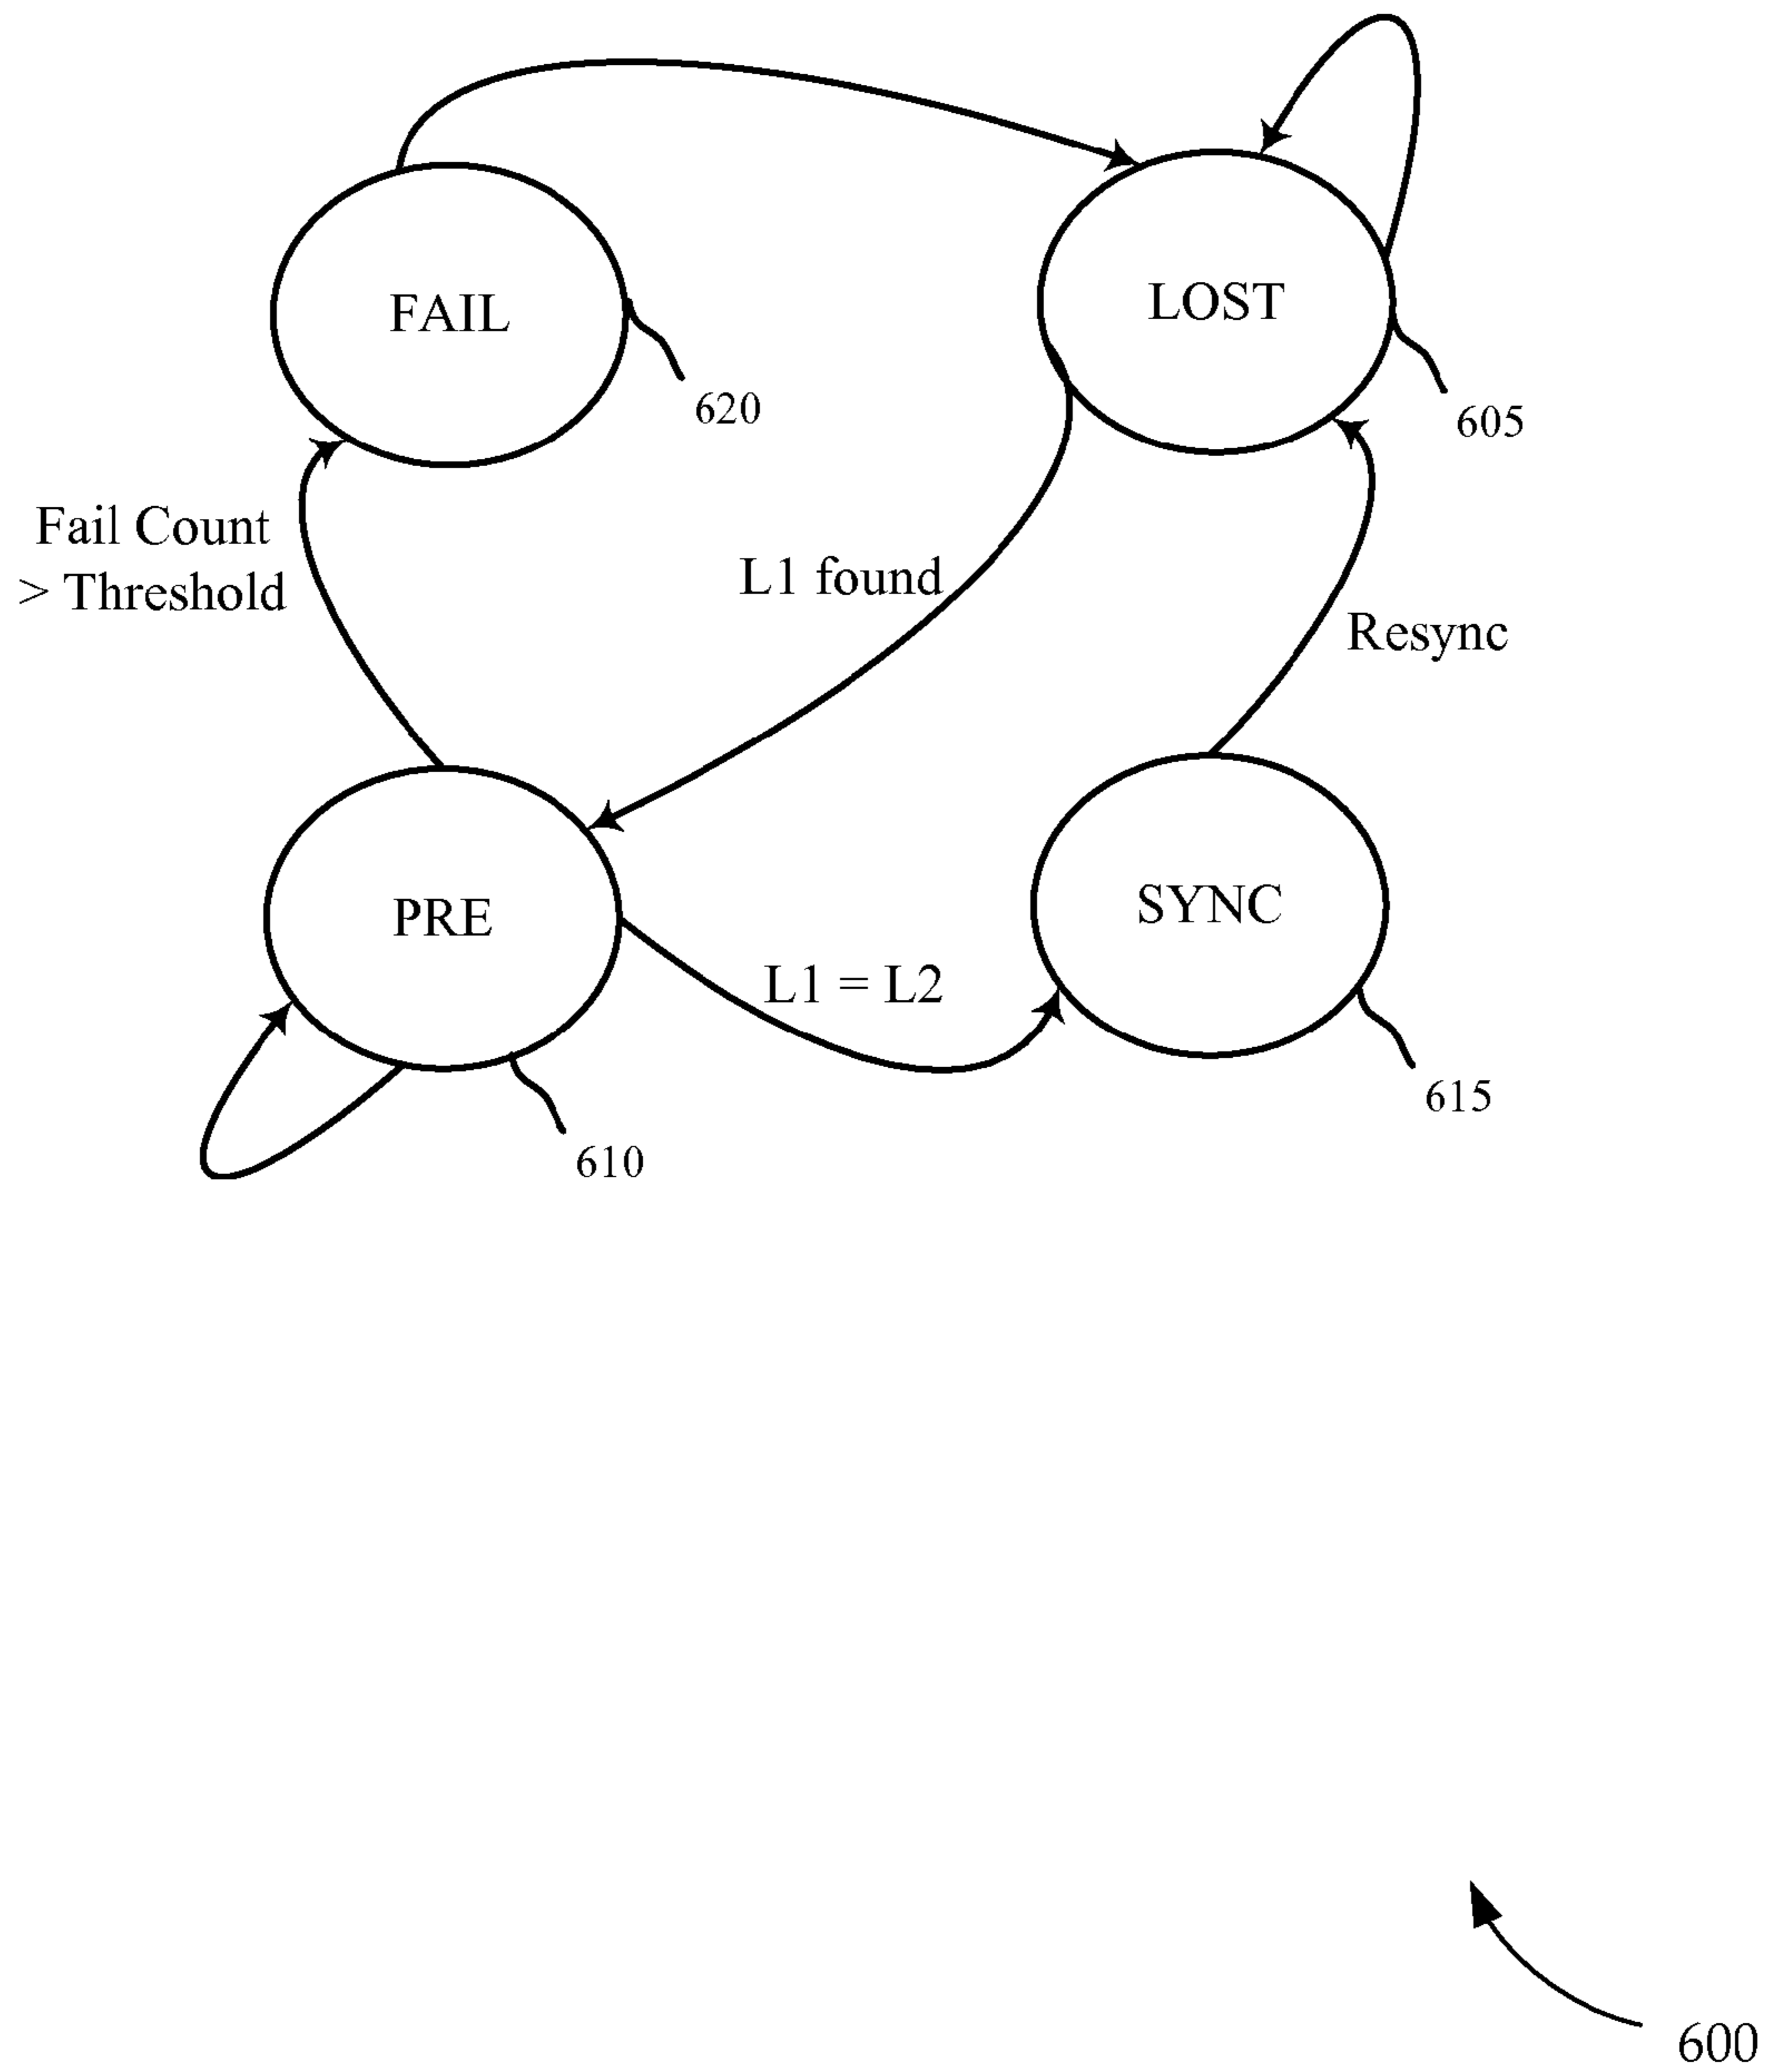 LOST
FAIL
620
605
Fail Count
> Threshold
L1 found
Resync
PRE
SYNC
L1 = L2
615
610
600